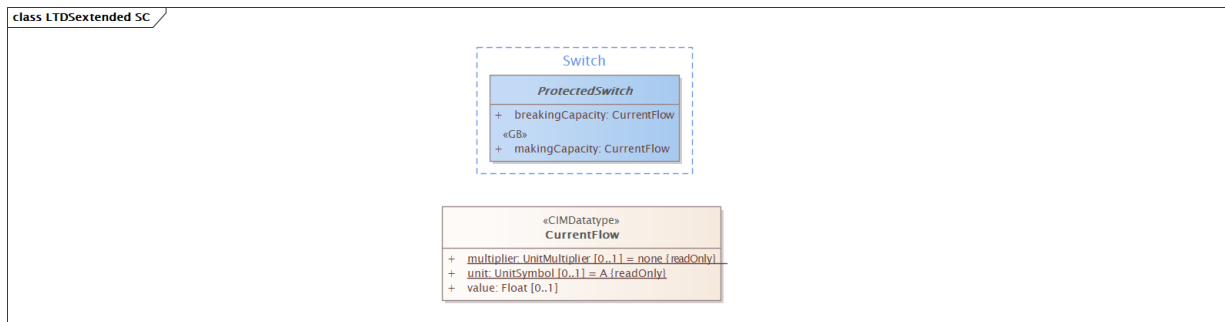 class LTDSextended SC
Switch
ProtectedSwitch
+ breakingCapacity: CurrentFlow
«GB»
+ makingCapacity: CurrentFlow
«CIMDatatype»
CurrentFlow
+ multiplier: UnitMultiplier [0..1] = none {readOnly}
+ unit: UnitSymbol [0..1] = A {readOnly}
+ value: Float [0..1]